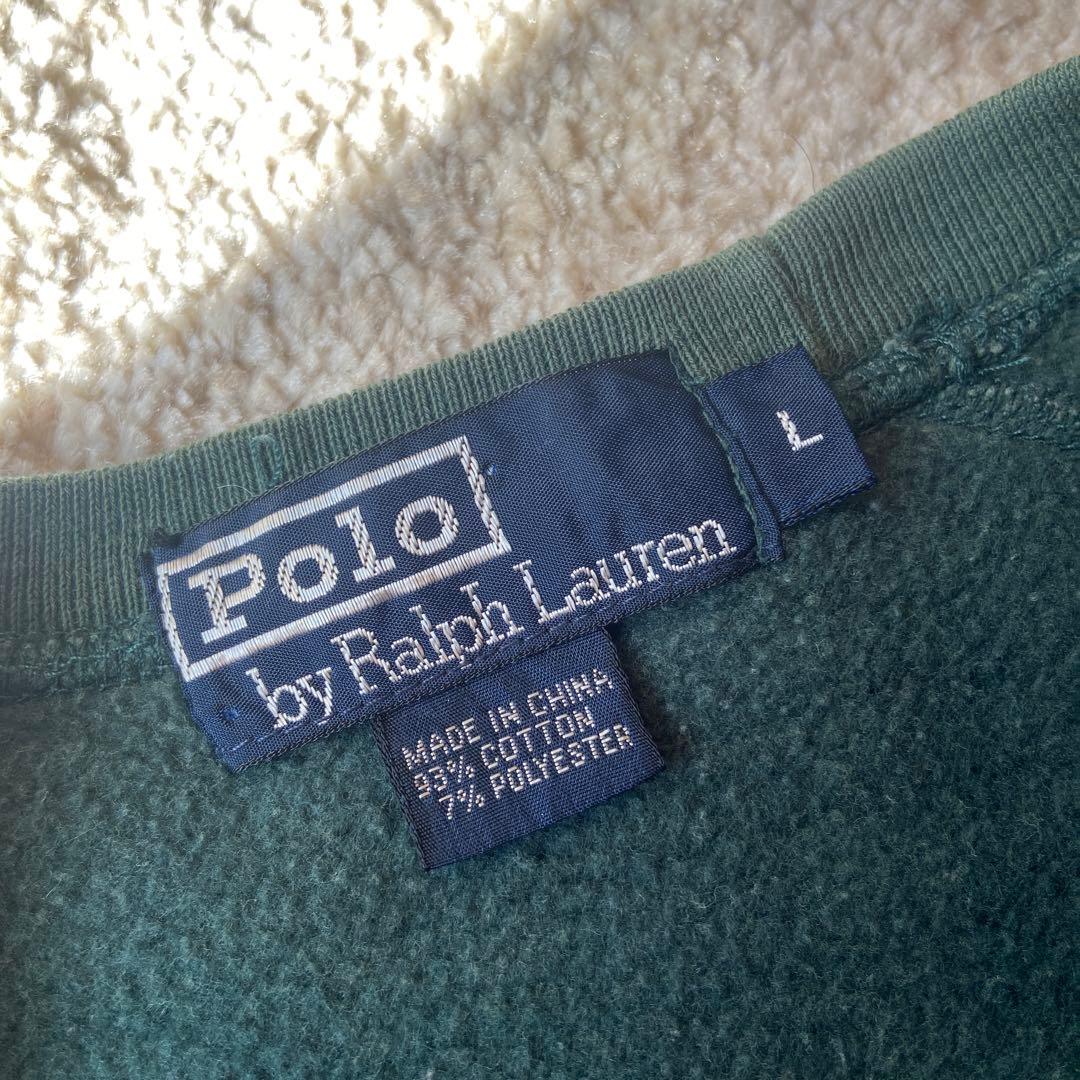 Polo
by Ralph Lauren
L
MADE IN CHINA
93% COTTON
7% POLYESTER